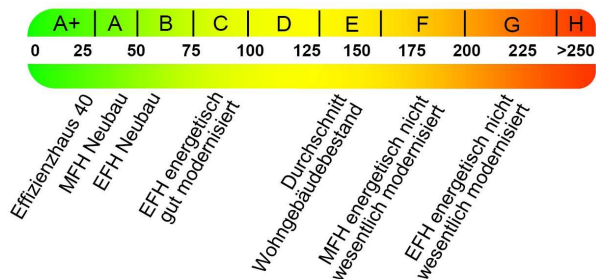 A+ A B C D E F G H
0 25 50 75 100 125 150 175 200 225 >250
Effizienzhaus 40
MFH Neubau
EFH Neubau
EFH energetisch
gut modernisiert
Durchschnitt
Wohngebäudebestand
MFH energetisch nicht
wesentlich modernisiert
EFH energetisch nicht
wesentlich modernisiert